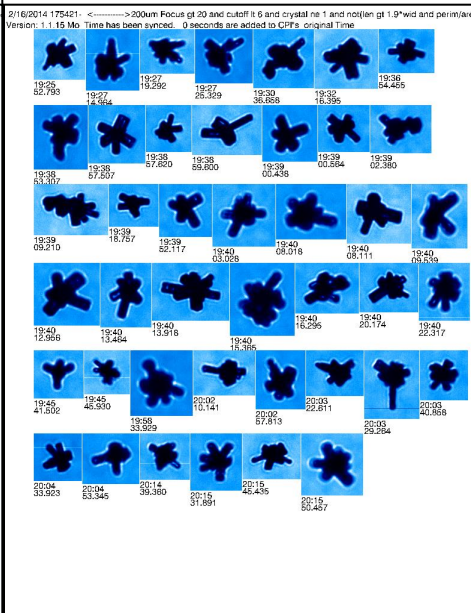 2/16/2014 175421- <----------->200um Focus gt 20 and cutoff lt 6 and crystal ne 1 and not(len gt 1.9*wid and perim/are
Version: 1.1.15 Mo Time has been synced. 0 seconds are added to CPI's original Time
19:25 19:27 19:27 19:27 19:30 19:32 19:36
52.793 14.964 19.292 25.329 36.658 16.395 54.455
19:38 19:38 19:38 19:38 19:39 19:39 19:39
53.307 57.507 57.620 59.600 00.438 00.564 02.380
19:39 19:39 19:39 19:40 19:40 19:40 19:40
09.210 18.757 52.117 03.028 08.018 08.111 09.539
19:40 19:40 19:40 19:40 19:40 19:40 19:40
12.956 13.464 13.918 15.365 16.295 20.174 22.317
19:45 19:45 19:58 20:02 20:02 20:03 20:03 20:03
41.502 45.930 33.929 10.141 57.813 22.811 29.264 40.858
20:04 20:04 20:14 20:15 20:15 20:15
33.923 53.345 39.360 31.891 45.435 50.457